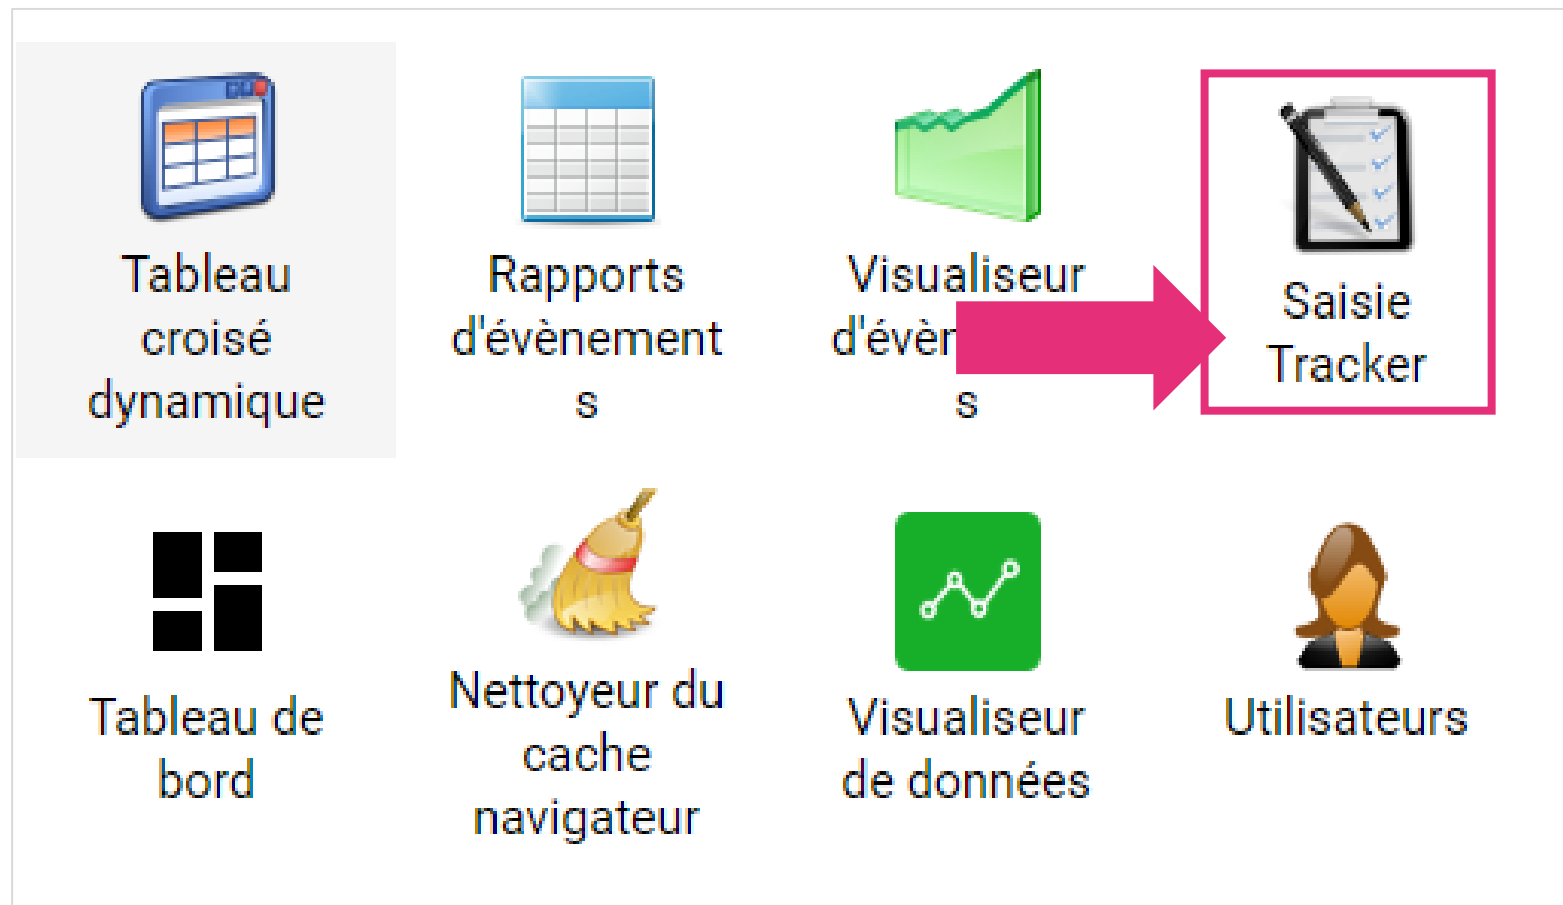 Tableau
croisé
dynamique
Rapports
d'évènement
s
Visualiseur
s
Saisie
Tracker
Tableau de
bord
Nettoyeur du
cache
navigateur
Visualiseur
de données
Utilisateurs